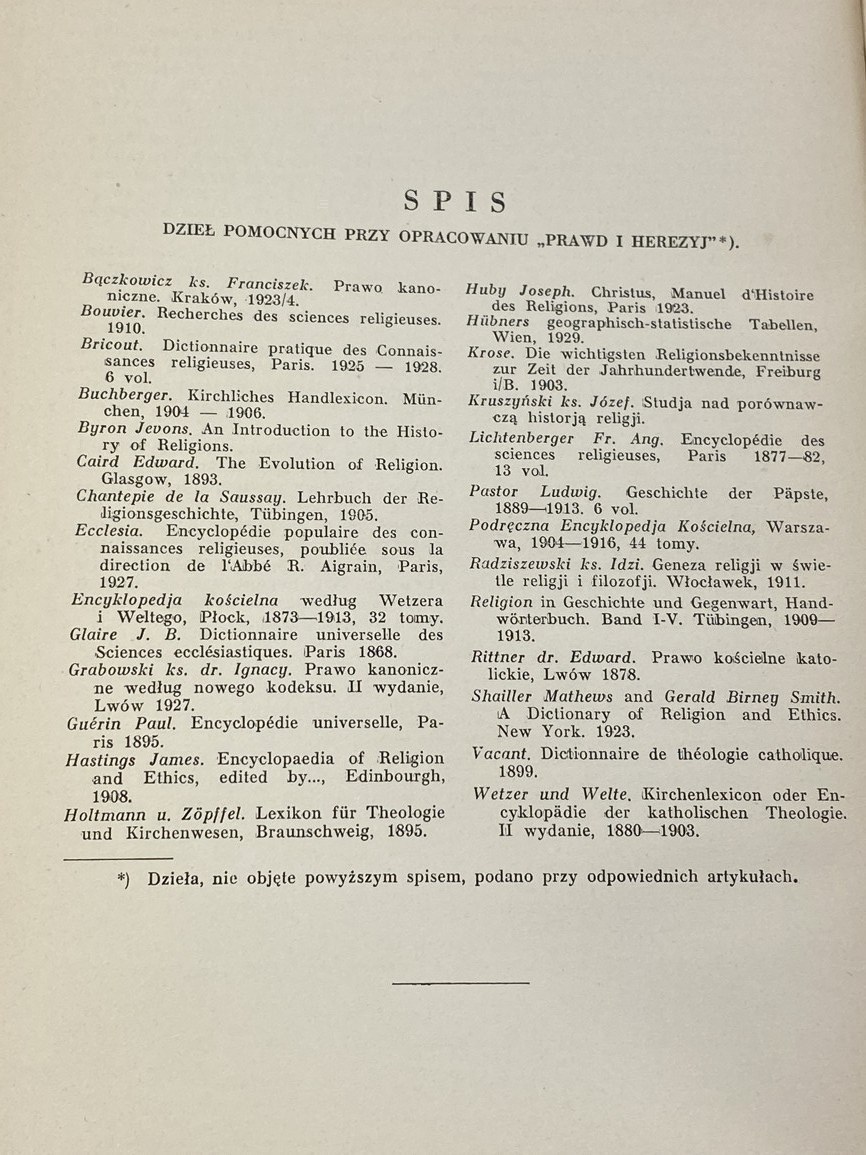 SPIS
DZIEŁ POMOCNYCH PRZY OPRACOWANIU „PRAWD I HEREZYJ”*).
Bączkowicz ks. Franciszek. Prawo kano-
niczne. Kraków, 1923/4.
Bouvier. Recherches des sciences religieuses.
1910.
Bricout. Dictionnaire pratique des Connais-
sances religieuses, Paris. 1925 — 1928.
6 vol.
Buchberger. Kirchliches Handlexicon. Mün-
chen, 1904 — 1906.
Byron Jevons. An Introduction to the Histo-
ry of Religions.
Caird Edward. The Evolution of Religion.
Glasgow, 1893.
Chantepie de la Saussay. Lehrbuch der Re-
ligionsgeschichte, Tübingen, 1905.
Ecclesia. Encyclopédie populaire des con-
naissances religieuses, poubliée sous la
direction de l'Abbé R. Aigrain, Paris,
1927.
Encyklopedja kościelna według Wetzera
i Weltego, Płock, 1873—1913, 32 tomy.
Glaire J. B. Dictionnaire universelle des
Sciences ecclésiastiques. Paris 1868.
Grabowski ks. dr. Ignacy. Prawo kanonicz-
ne według nowego kodeksu. II wydanie,
Lwów 1927.
Guérin Paul. Encyclopédie universelle, Pa-
ris 1895.
Hastings James. Encyclopaedia of Religion
and Ethics, edited by..., Edinbourgh,
1908.
Holtmann u. Zöpffel. Lexikon für Theologie
und Kirchenwesen, Braunschweig, 1895.
Huby Joseph. Christus, Manuel d'Histoire
des Religions, Paris 1923.
Hübners geographisch-statistische Tabellen,
Wien, 1929.
Krose. Die wichtigsten Religionsbekenntnisse
zur Zeit der Jahrhundertwende, Freiburg
i/B. 1903.
Kruszyński ks. Józef. Studja nad porównaw-
czą historją religji.
Lichtenberger Fr. Ang. Encyclopédie des
sciences religieuses, Paris 1877—82,
13 vol.
Pastor Ludwig. Geschichte der Päpste,
1889—1913. 6 vol.
Podręczna Encyklopedja Kościelna, Warsza-
wa, 1904—1916, 44 tomy.
Radziszewski ks. Idzi. Geneza religji w świe-
tle religji i filozofji. Włocławek, 1911.
Religion in Geschichte und Gegenwart, Hand-
wörterbuch. Band I-V. Tübingen, 1909—
1913.
Rittner dr. Edward. Prawo kościelne kato-
lickie, Lwów 1878.
Shailler Mathews and Gerald Birney Smith.
A Dictionary of Religion and Ethics.
New York. 1923.
Vacant. Dictionnaire de théologie catholique.
1899.
Wetzer und Welte. Kirchenlexicon oder En-
cyklopädie der katholischen Theologie.
II wydanie, 1880—1903.
*) Dzieła, nie objęte powyższym spisem, podano przy odpowiednich artykułach.